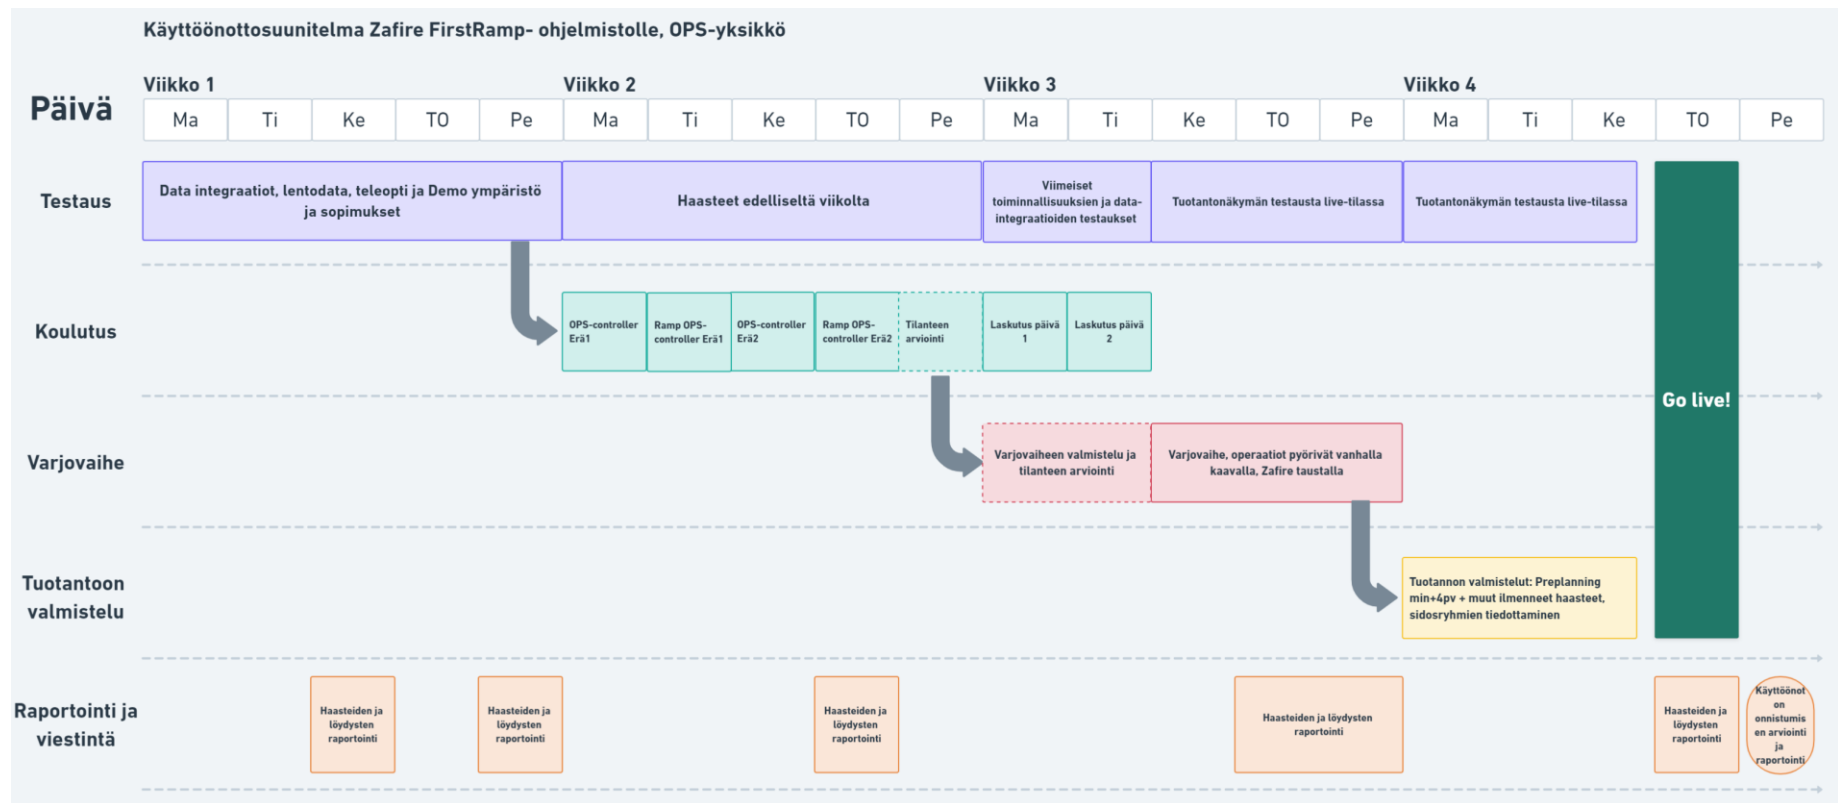 Käyttöönottosuunitelma Zafire FirstRamp- ohjelmistolle, OPS-yksikkö
Viikko 1
Viikko 2
Viikko 3
Viikko 4
Päivä
Ma
Ti
Ke
TO
Pe
Ma
Ti
Ke
TO
Pe
Ma
Ti
Ke
TO
Pe
Ma
Ti
Ke
TO
Pe
Testaus
Data integraatiot, lentodata, teleopti ja Demo ympäristö
ja sopimukset
Haasteet edelliseltä viikolta
Viimeiset
toiminnallisuuksien ja data-
integraatioiden testaukset
Tuotantonäkymän testausta live-tilassa
Tuotantonäkymän testausta live-tilassa
Koulutus
OPS-controller
Erä1
Ramp OPS-
controller Erä1
OPS-controller
Erä2
Ramp OPS-
controller Erä2
Tilanteen
arviointi
Laskutus päivä
1
Laskutus päivä
2
Go live!
Varjovaihe
Varjovaiheen valmistelu ja
tilanteen arviointi
Varjovaihe, operaatiot pyörivät vanhalla
kaavalla, Zafire taustalla
Tuotantoon
valmistelu
Tuotannon valmistelut: Preplanning
min+4pv + muut ilmenneet haasteet,
sidosryhmien tiedottaminen
Raportointi ja
viestintä
Haasteiden ja
löydysten
raportointi
Haasteiden ja
löydysten
raportointi
Haasteiden ja
löydysten
raportointi
Haasteiden ja löydysten
raportointi
Haasteiden ja
löydysten
raportointi
Käyttöönot
on
onnistumis
en arviointi
ja
raportointi